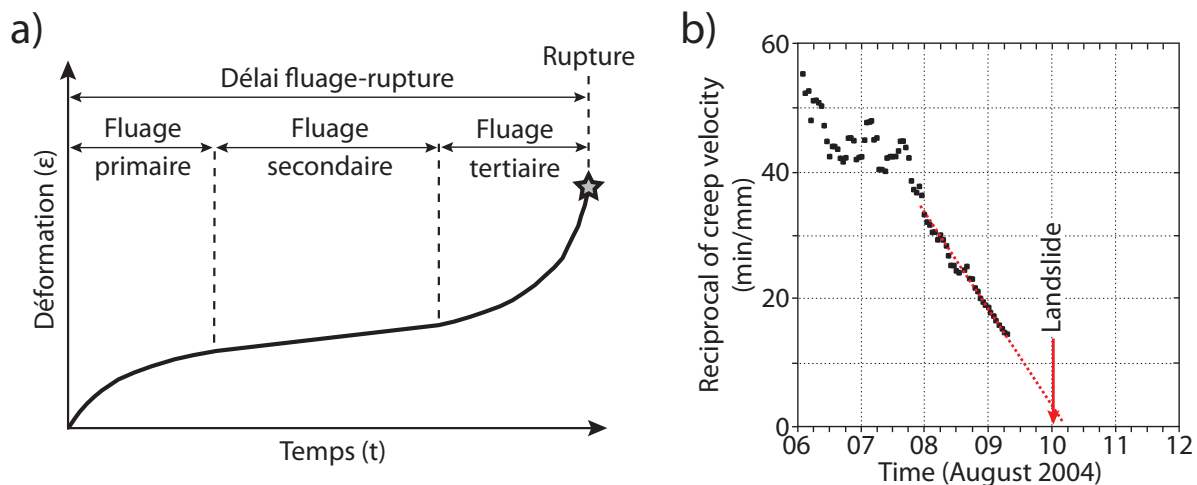 a)
Rupture
Délai fluage-rupture
Fluage
primaire
Fluage
secondaire
Fluage
tertiaire
Déformation (ε)
Temps (t)
b)
Reciprocal of creep velocity
(min/mm)
60
40
20
0
Landslide
06 07 08 09 10 11 12
Time (August 2004)